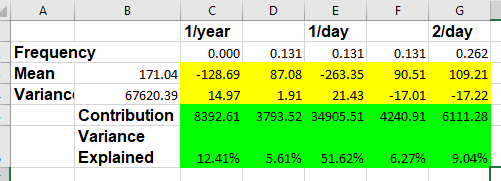 A B C D E F G
1/year 1/day 2/day
Frequency 0.000 0.131 0.131 0.131 0.262
Mean 171.04 -128.69 87.08 -263.35 90.51 109.21
Varianc 67620.39 14.97 1.91 21.43 -17.01 -17.22
Contribution 8392.61 3793.52 34905.51 4240.91 6111.28
Variance
Explained 12.41% 5.61% 51.62% 6.27% 9.04%